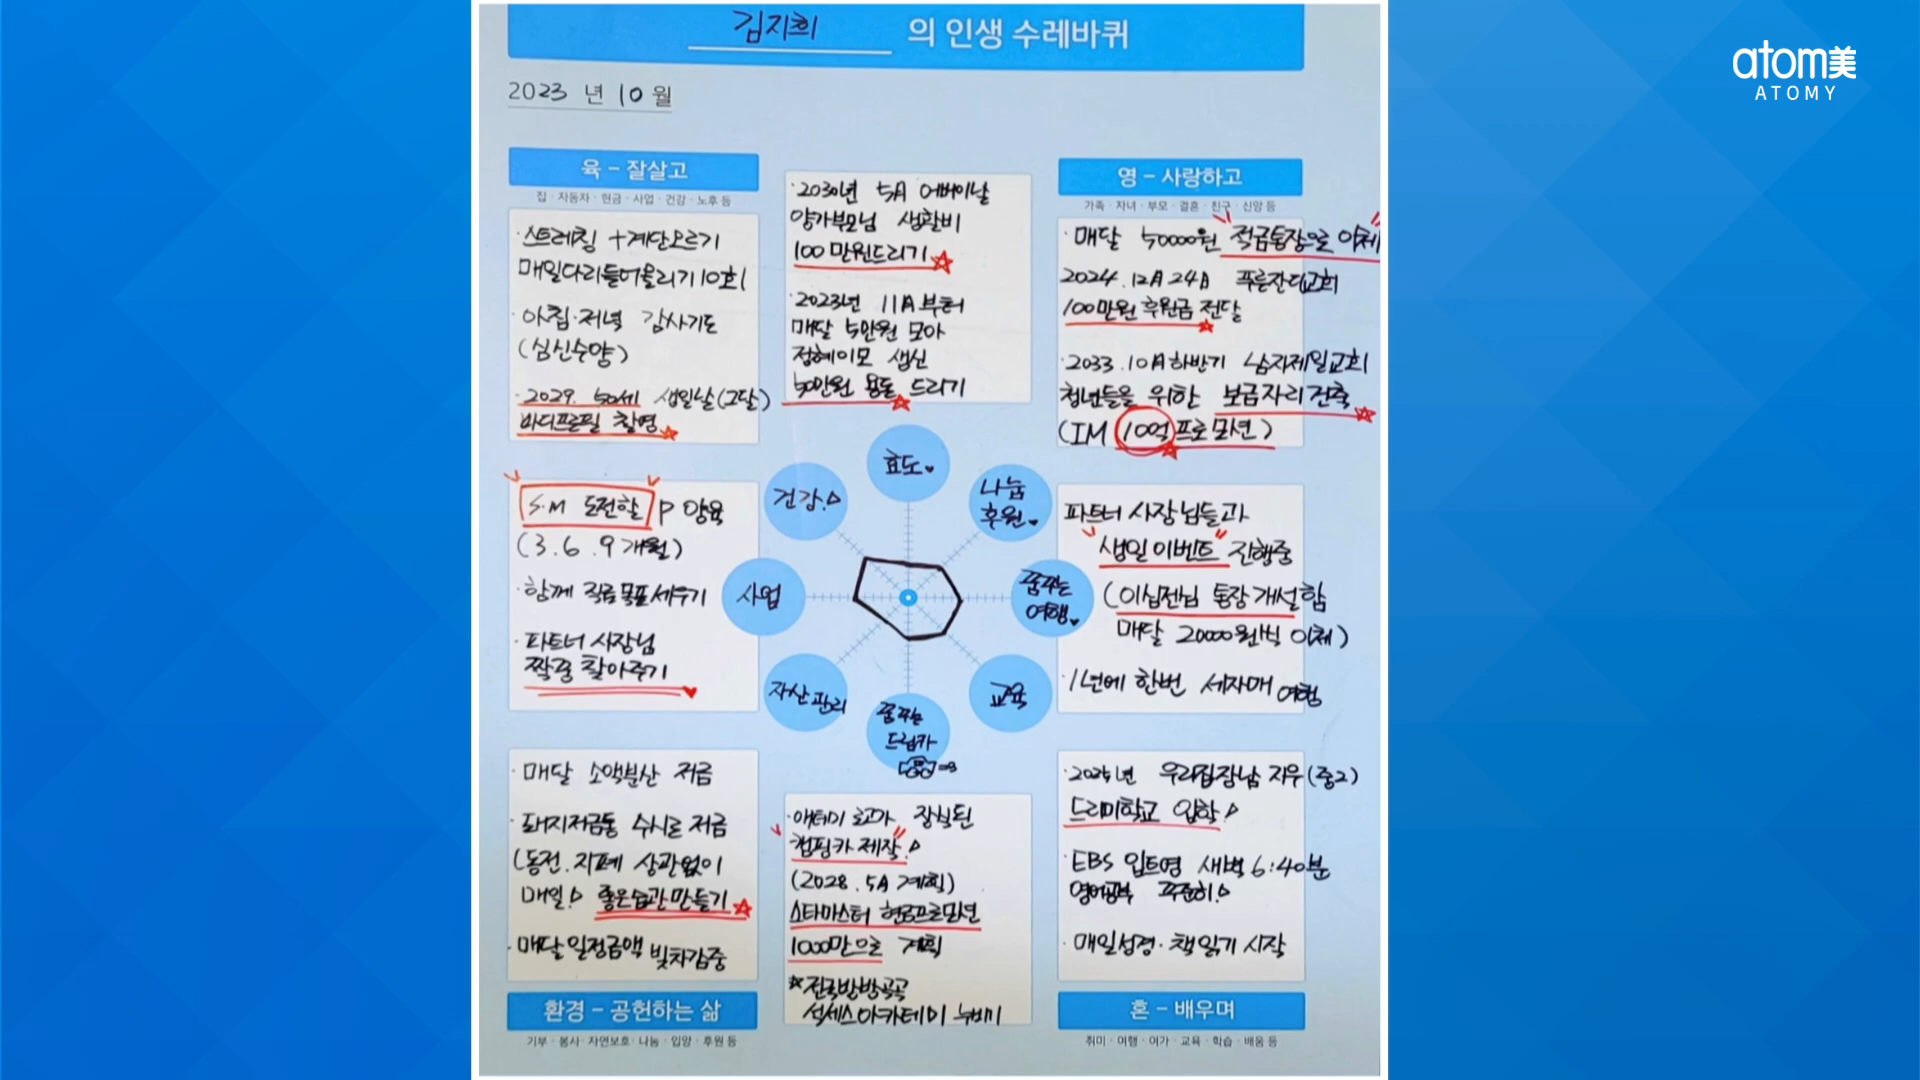 김지희 의 인생 수레바퀴
atom美
ATOMY
2023 년 10 월
육 - 잘살고
집 · 자동차 · 현금 · 사업 · 건강 · 노후 등
· 스트레칭 + 계단오르기
매일다리들어올리기 10회
· 아침·저녁 감사기도
(심신수양)
· 2029. 50세 생일날(그달)
바디프로필 촬영
· 2030년 5月 어버이날
양가부모님 생활비
100만원드리기
· 2023년 11月부터
매달 5만원 모아
정혜이모 생신
50만원 용돈 드리기
영 - 사랑하고
가족 · 자녀 · 부모 · 결혼 · 친구 · 신앙 등
· 매달 50000원 "적금통장으로 이체"
2024. 12月 24日 푸른잔디교회
100만원 후원금 전달
· 2033. 10月하반기 남지제일교회
청년들을 위한 보금자리 건축
(IM 10억 프로모션)
S.M 도전할 P 양육
(3. 6. 9개월)
· 함께 직급 목표 세우기
· 파트너 사장님
짝꿍 찾아주기
건강!
효도
나눔
후원
사업
꿈꾸는
여행
자산관리
꿈꾸는
드림카
교육
파트너 사장님들과
"생일 이벤트" 진행중
(이십전님 통장 개설함
매달 20000원씩 이체)
· 1년에 한번 세자매 여행
· 매달 소액분산 저금
· 돼지저금통 수시로 저금
(동전. 지폐 상관없이
매일! 좋은습관만들기
· 매달 일정금액 빚차감중
환경 - 공헌하는 삶
기부 · 봉사 · 자연보호 · 나눔 · 입양 · 후원 등
· 애터미 로고가 장식된
"캠핑카 제작"!
(2028. 5月 계획)
스타마스터 현금프로모션
1000만으로 계획
* 전국방방곡곡
석세스아카데미 누비기
· 2025년 우리집장남 지우(중2)
드리미학교 입학!
· EBS 입트영 새벽 6:40분
영어공부 꾸준히!
· 매일성경 · 책읽기 시작
혼 - 배우며
취미 · 여행 · 여가 · 교육 · 학습 · 배움 등